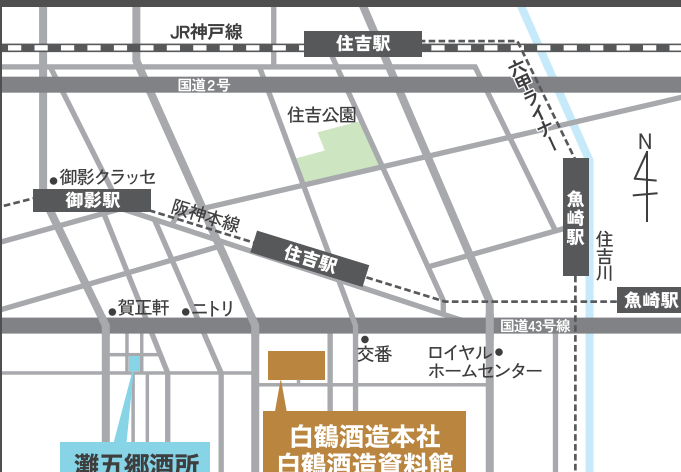 JR神戸線
住吉駅
六甲ライナー
国道2号
住吉公園
N
御影クラッセ
御影駅
阪神本線
住吉駅
魚崎駅
住吉川
魚崎駅
賀正軒
ニトリ
国道43号線
交番
ロイヤル
ホームセンター
白鶴酒造本社
白鶴酒造資料館
灘五郷酒所